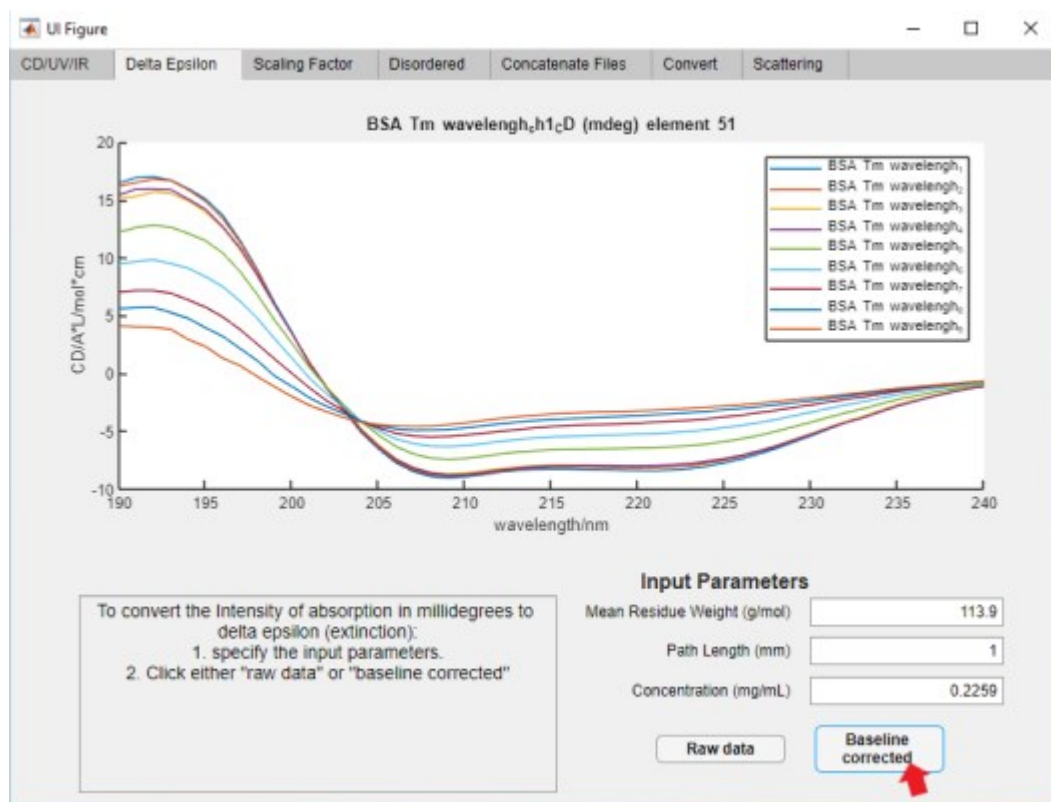 UI Figure
CD/UV/IR Delta Epsilon Scaling Factor Disordered Concatenate Files Convert Scattering
BSA Tm wavelengh_ch1_CD (mdeg) element 51
CD/A*L/mol*cm
20
15
10
5
0
-5
-10
190 195 200 205 210 215 220 225 230 235 240
wavelength/nm
BSA Tm wavelengh₁
BSA Tm wavelengh₂
BSA Tm wavelengh₃
BSA Tm wavelengh₄
BSA Tm wavelengh₅
BSA Tm wavelengh₆
BSA Tm wavelengh₇
BSA Tm wavelengh₈
BSA Tm wavelengh₉
To convert the Intensity of absorption in millidegrees to
delta epsilon (extinction):
1. specify the input parameters.
2. Click either "raw data" or "baseline corrected"
Input Parameters
Mean Residue Weight (g/mol) 113.9
Path Length (mm) 1
Concentration (mg/mL) 0.2259
Raw data
Baseline
corrected